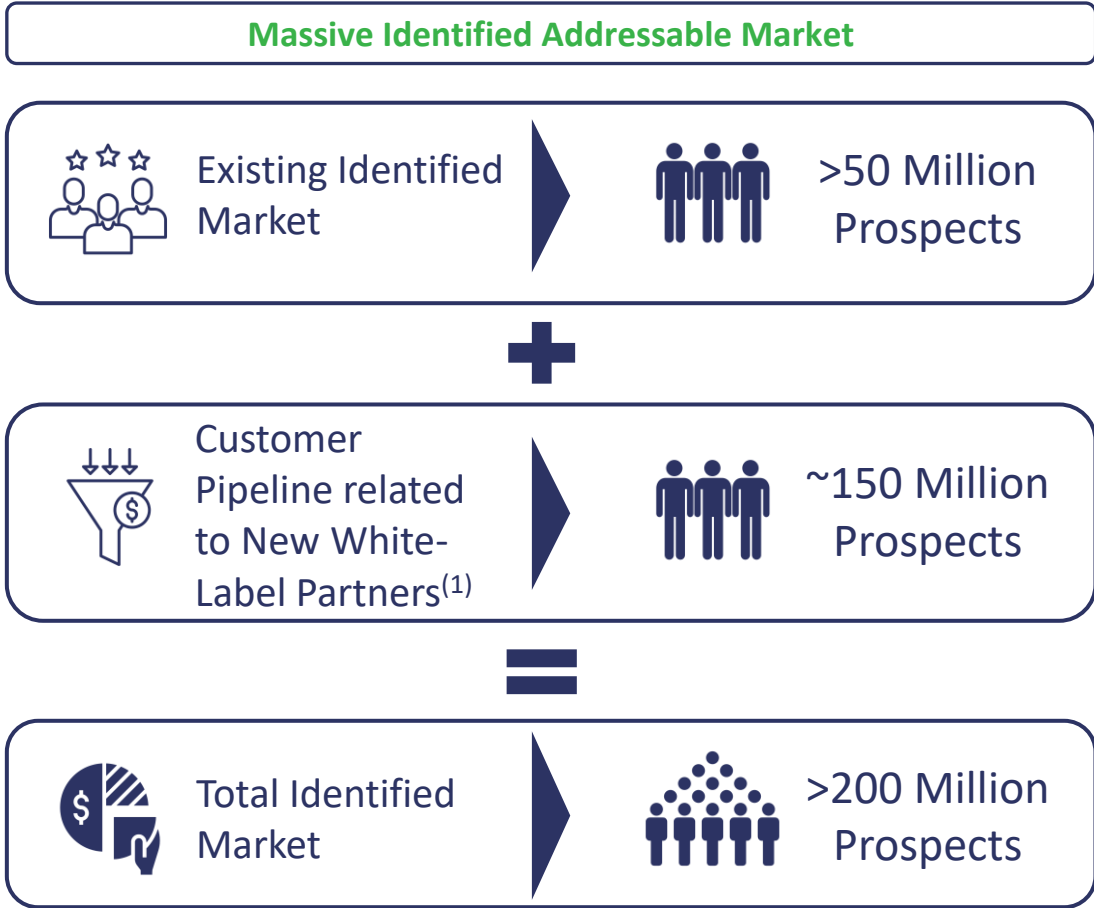 Massive Identified Addressable Market
Existing Identified
Market
>50 Million
Prospects
Customer
Pipeline related
to New White-
Label Partners(1)
~150 Million
Prospects
Total Identified
Market
>200 Million
Prospects